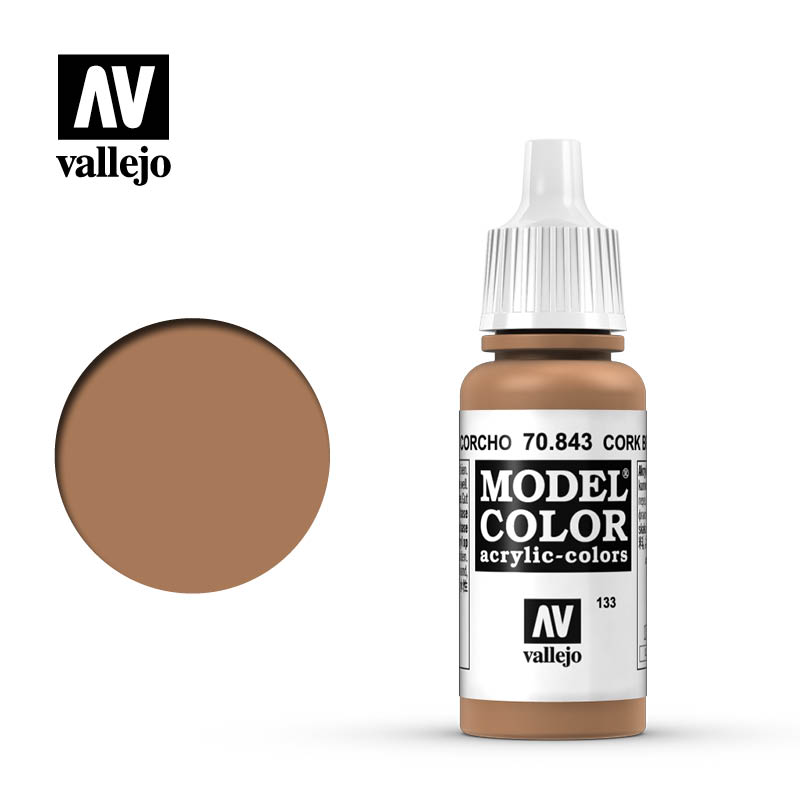 AV
vallejo
CORCHO 70.843 CORK
MODEL
COLOR®
acrylic-colors
133
AV
vallejo